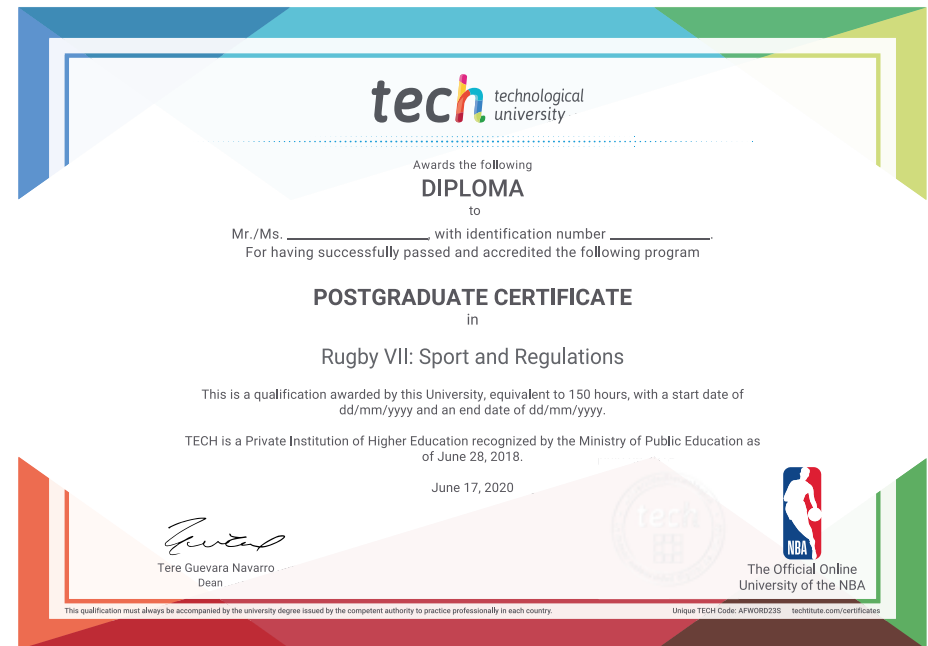 tech technological
university
Awards the following
DIPLOMA
to
Mr./Ms. ____________, with identification number ____________.
For having successfully passed and accredited the following program
POSTGRADUATE CERTIFICATE
in
Rugby VII: Sport and Regulations
This is a qualification awarded by this University, equivalent to 150 hours, with a start date of
dd/mm/yyyy and an end date of dd/mm/yyyy.
TECH is a Private Institution of Higher Education recognized by the Ministry of Public Education as
of June 28, 2018.
June 17, 2020
tech
Tere Guevara Navarro
Dean
NBA
The Official Online
University of the NBA
This qualification must always be accompanied by the university degree issued by the competent authority to practice professionally in each country.
Unique TECH Code: AFWORD23S techtitute.com/certificates